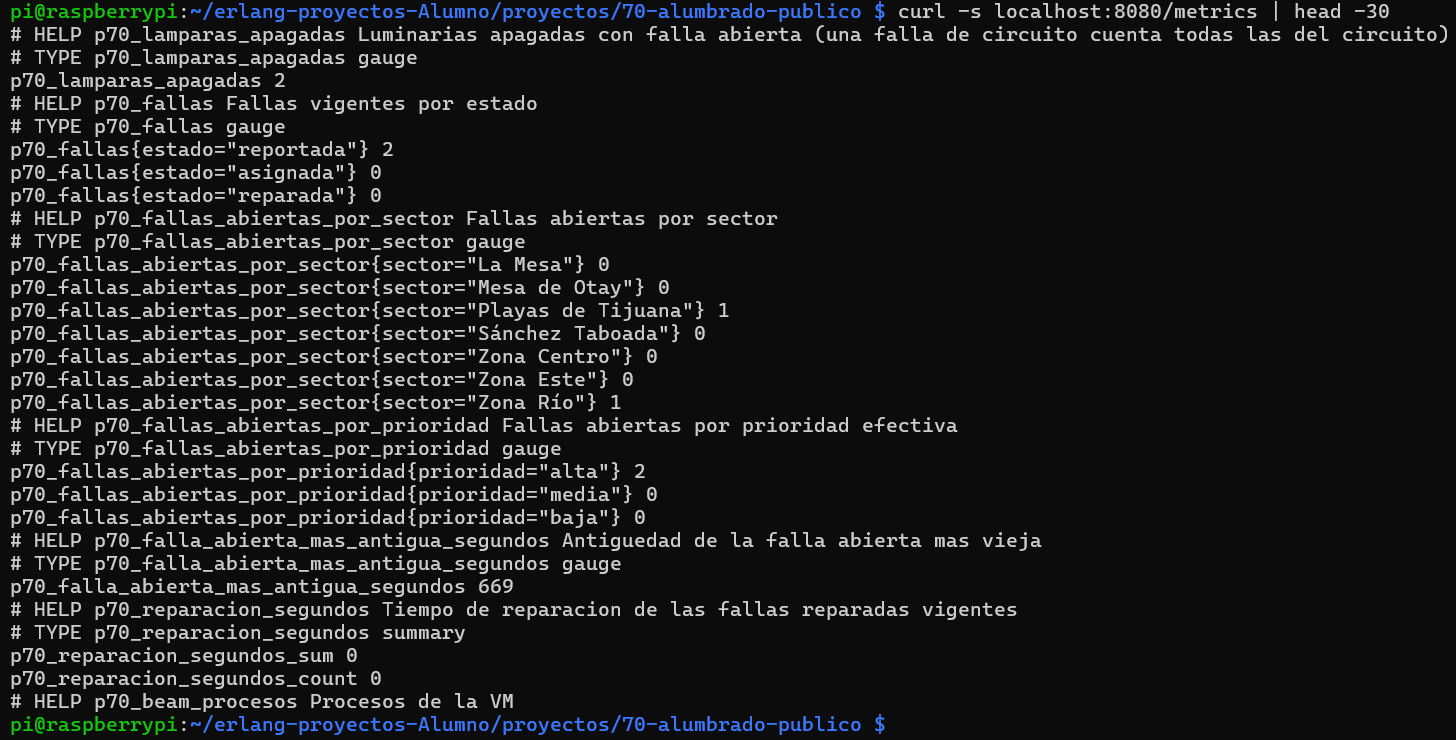 pi@raspberrypi:~/erlang-proyectos-Alumno/proyectos/70-alumbrado-publico $ curl -s localhost:8080/metrics | head -30
# HELP p70_lamparas_apagadas Luminarias apagadas con falla abierta (una falla de circuito cuenta todas las del circuito)
# TYPE p70_lamparas_apagadas gauge
p70_lamparas_apagadas 2
# HELP p70_fallas Fallas vigentes por estado
# TYPE p70_fallas gauge
p70_fallas{estado="reportada"} 2
p70_fallas{estado="asignada"} 0
p70_fallas{estado="reparada"} 0
# HELP p70_fallas_abiertas_por_sector Fallas abiertas por sector
# TYPE p70_fallas_abiertas_por_sector gauge
p70_fallas_abiertas_por_sector{sector="La Mesa"} 0
p70_fallas_abiertas_por_sector{sector="Mesa de Otay"} 0
p70_fallas_abiertas_por_sector{sector="Playas de Tijuana"} 1
p70_fallas_abiertas_por_sector{sector="Sánchez Taboada"} 0
p70_fallas_abiertas_por_sector{sector="Zona Centro"} 0
p70_fallas_abiertas_por_sector{sector="Zona Este"} 0
p70_fallas_abiertas_por_sector{sector="Zona Río"} 1
# HELP p70_fallas_abiertas_por_prioridad Fallas abiertas por prioridad efectiva
# TYPE p70_fallas_abiertas_por_prioridad gauge
p70_fallas_abiertas_por_prioridad{prioridad="alta"} 2
p70_fallas_abiertas_por_prioridad{prioridad="media"} 0
p70_fallas_abiertas_por_prioridad{prioridad="baja"} 0
# HELP p70_falla_abierta_mas_antigua_segundos Antiguedad de la falla abierta mas vieja
# TYPE p70_falla_abierta_mas_antigua_segundos gauge
p70_falla_abierta_mas_antigua_segundos 669
# HELP p70_reparacion_segundos Tiempo de reparacion de las fallas reparadas vigentes
# TYPE p70_reparacion_segundos summary
p70_reparacion_segundos_sum 0
p70_reparacion_segundos_count 0
# HELP p70_beam_procesos Procesos de la VM
pi@raspberrypi:~/erlang-proyectos-Alumno/proyectos/70-alumbrado-publico $